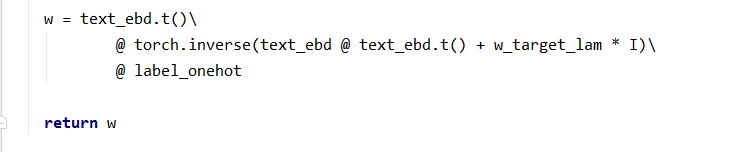 w = text_ebd.t()\
@ torch.inverse(text_ebd @ text_ebd.t() + w_target_lam * I)\
@ label_onehot
return w